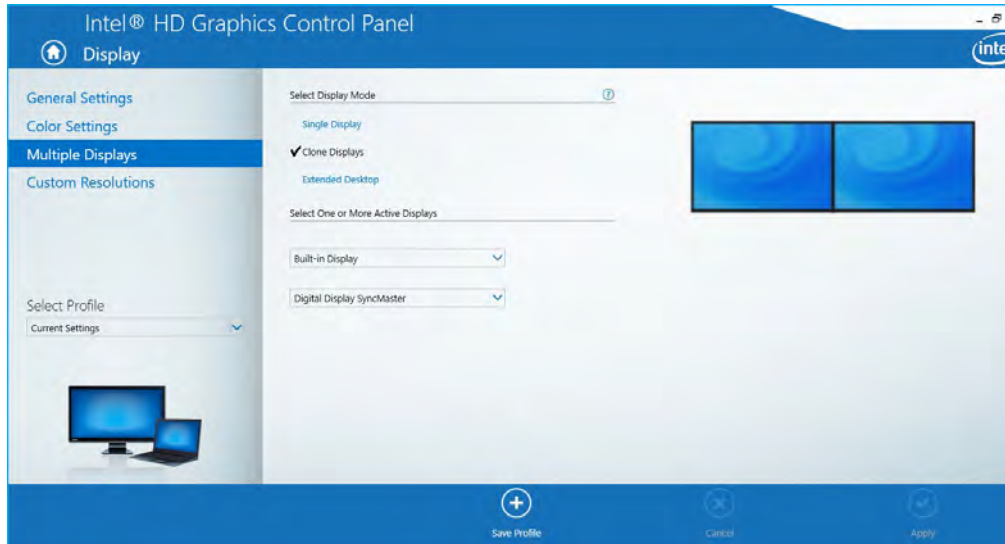 Intel® HD Graphics Control Panel
Display
General Settings
Color Settings
Multiple Displays
Custom Resolutions
Select Profile
Current Settings
Select Display Mode
Single Display
Clone Displays
Extended Desktop
Select One or More Active Displays
Built-in Display
Digital Display SyncMaster
Save Profile
Cancel
Apply